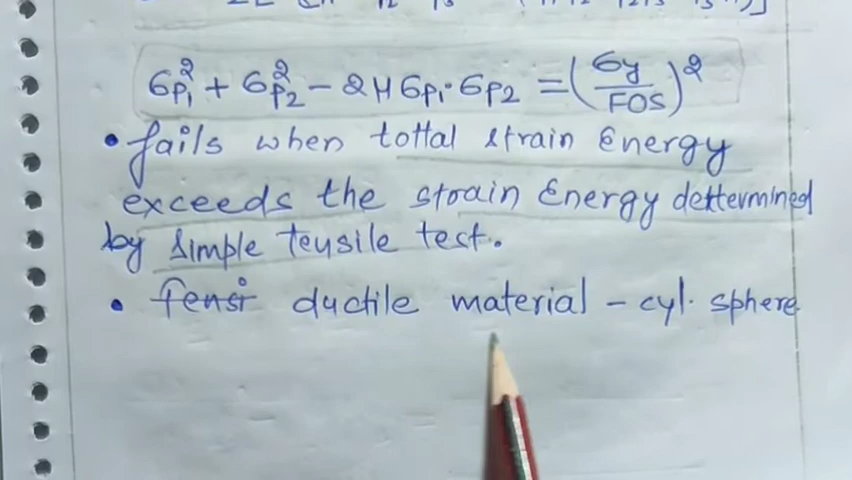 σp₁² + σp₂² - 2μ σp₁·σp₂ = (σy/FOS)²
• fails when tottal strain Energy
exceeds the strain Energy dettermined
by simple tensile test.
• ductile material - cyl. sphere